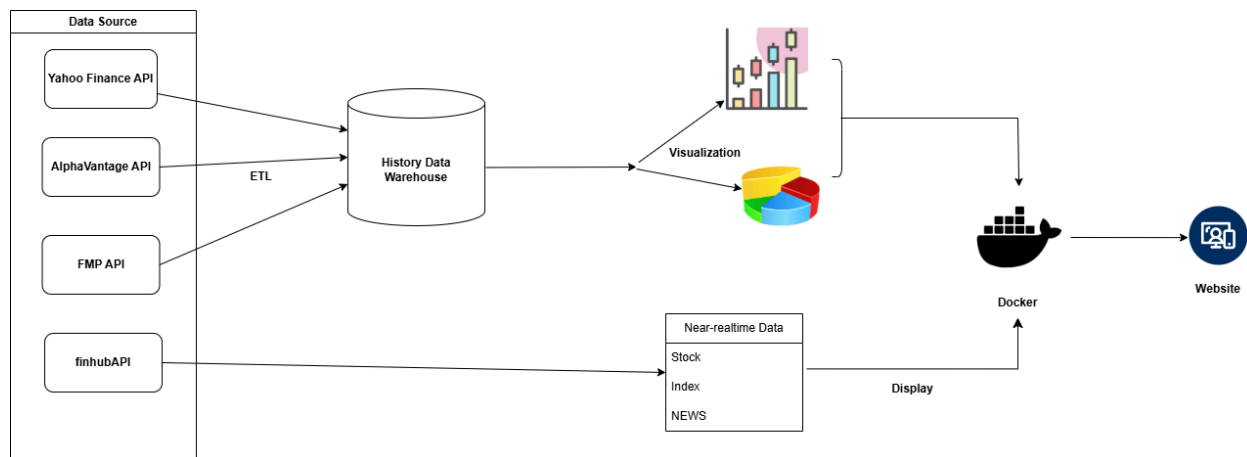 Data Source
Yahoo Finance API
AlphaVantage API
ETL
FMP API
finhubAPI
History Data
Warehouse
Visualization
Near-realtime Data
Stock
Index
NEWS
Display
Docker
Website